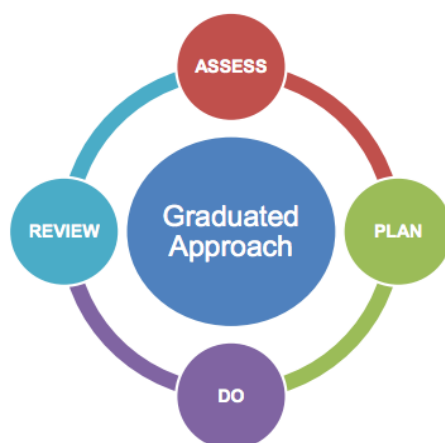 ASSESS
Graduated
Approach
REVIEW
PLAN
DO